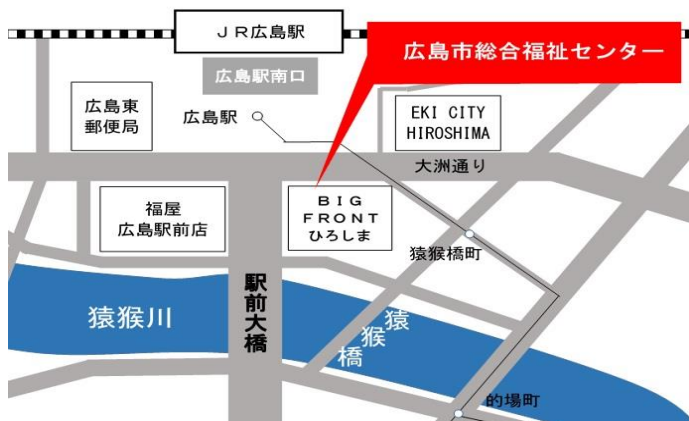 ＪＲ広島駅
広島市総合福祉センター
広島駅南口
広島東
郵便局
広島駅
EKI CITY
HIROSHIMA
大洲通り
福屋
広島駅前店
ＢＩＧ
ＦＲＯＮＴ
ひろしま
猿猴橋町
駅前大橋
猿猴川
猿猴橋
的場町